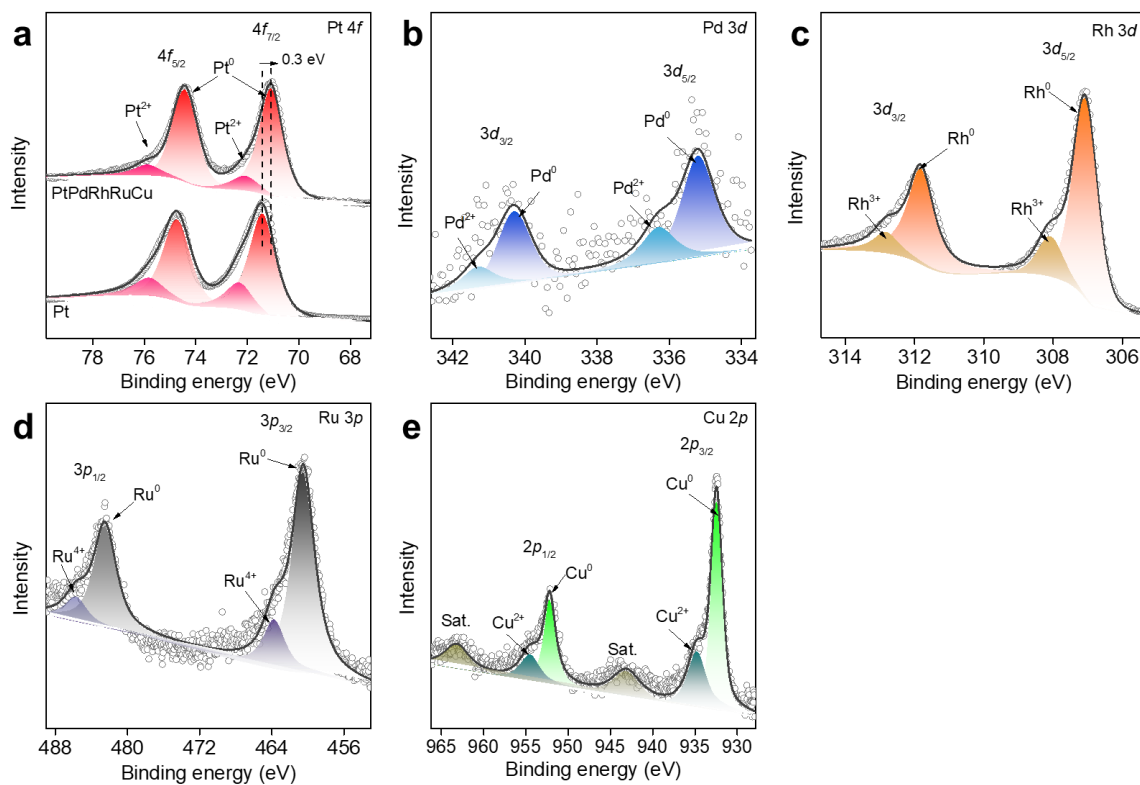 a
Pt 4f
4f7/2
4f5/2
Pt0
0.3 eV
Pt2+
Pt2+
PtPdRhRuCu
Pt
Intensity
78 76 74 72 70 68
Binding energy (eV)
b
Pd 3d
3d5/2
3d3/2
Pd0
Pd0
Pd2+
Pd2+
Intensity
342 340 338 336 334
Binding energy (eV)
c
Rh 3d
3d5/2
Rh0
3d3/2
Rh0
Rh3+
Rh3+
Intensity
314 312 310 308 306
Binding energy (eV)
d
Ru 3p
3p3/2
Ru0
3p1/2
Ru0
Ru4+
Ru4+
Intensity
488 480 472 464 456
Binding energy (eV)
e
Cu 2p
2p3/2
Cu0
2p1/2
Cu0
Sat.
Cu2+
Sat.
Cu2+
Intensity
965 960 955 950 945 940 935 930
Binding energy (eV)